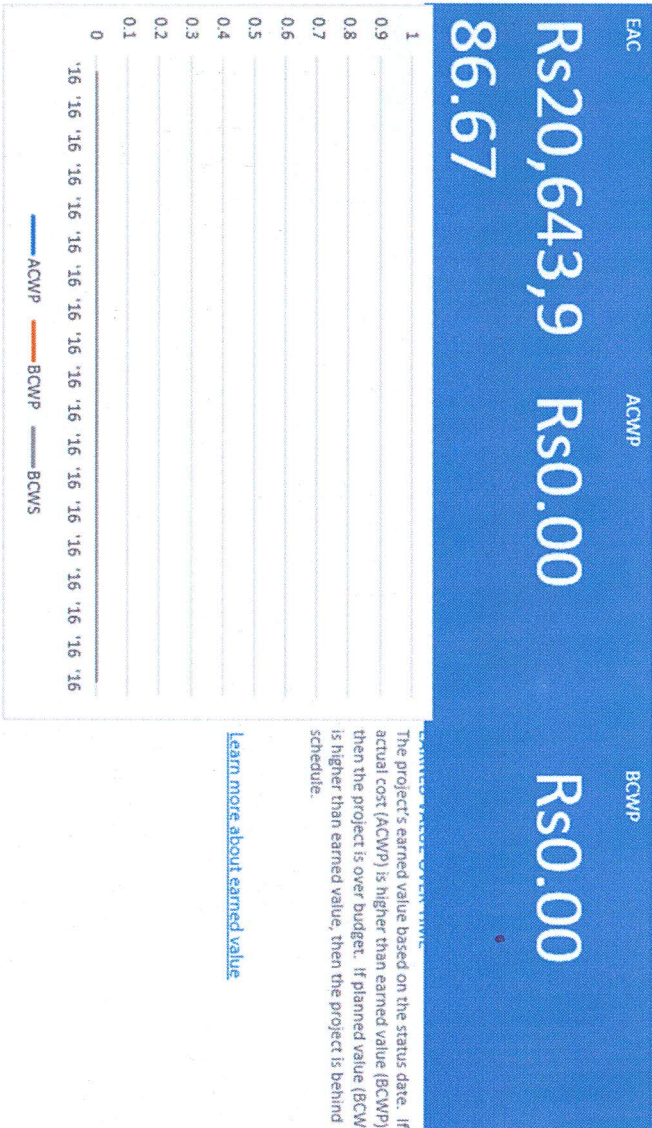 EAC
Rs20,643,9
86.67
ACWP
Rs0.00
BCWP
Rs0.00
1
0.9
0.8
0.7
0.6
0.5
0.4
0.3
0.2
0.1
0
'16 '16 '16 '16 '16 '16 '16 '16 '16 '16 '16 '16 '16 '16 '16 '16
ACWP BCWP BCWS
EARNED VALUE OVER TIME
The project's earned value based on the status date. If
actual cost (ACWP) is higher than earned value (BCWP)
then the project is over budget. If planned value (BCW
is higher than earned value, then the project is behind
schedule.
Learn more about earned value